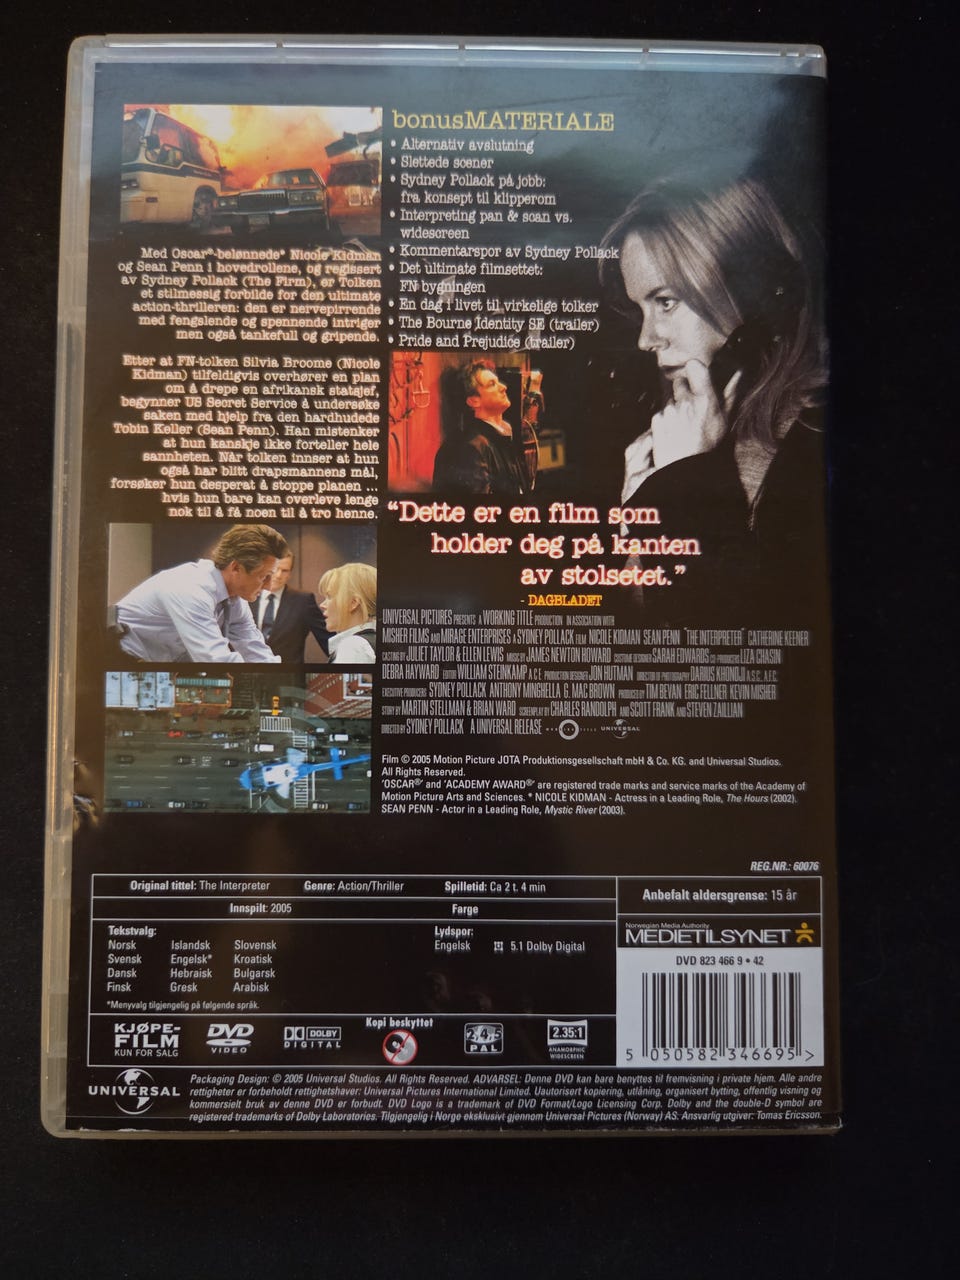 bonusMATERIALE
• Alternativ avslutning
• Slettede scener
• Sydney Pollack på jobb:
fra konsept til klipperom
• Interpreting pan & scan vs.
widescreen
• Kommentarspor av Sydney Pollack
• Det ultimate filmsettet:
FN bygningen
• En dag i livet til virkelige tolker
• The Bourne Identity SE (trailer)
• Pride and Prejudice (trailer)
Med Oscar®-belønnede* Nicole Kidman
og Sean Penn i hovedrollene, og regissert
av Sydney Pollack (The Firm), er Tolken
et stilmessig forbilde for den ultimate
action-thrilleren: den er nervepirrende
med fengslende og spennende intriger
men også tankefull og gripende.
Etter at FN-tolken Silvia Broome (Nicole
Kidman) tilfeldigvis overhører en plan
om å drepe en afrikansk statsjef,
begynner US Secret Service å undersøke
saken med hjelp fra den hardhudede
Tobin Keller (Sean Penn). Han mistenker
at hun kanskje ikke forteller hele
sannheten. Når tolken innser at hun
også har blitt drapsmannens mål,
forsøker hun desperat å stoppe planen ...
hvis hun bare kan overleve lenge
nok til å få noen til å tro henne.
“Dette er en film som
holder deg på kanten
av stolsetet.”
- DAGBLADET
UNIVERSAL PICTURES PRESENTS A WORKING TITLE PRODUCTION IN ASSOCIATION WITH
MISHER FILMS AND MIRAGE ENTERPRISES A SYDNEY POLLACK FILM NICOLE KIDMAN SEAN PENN "THE INTERPRETER" CATHERINE KEENER
CASTING BY JULIET TAYLOR & ELLEN LEWIS MUSIC BY JAMES NEWTON HOWARD COSTUME DESIGNER SARAH EDWARDS CO-PRODUCERS LIZA CHASIN
DEBRA HAYWARD EDITOR WILLIAM STEINKAMP A.C.E. PRODUCTION DESIGNER JON HUTMAN DIRECTOR OF PHOTOGRAPHY DARIUS KHONDJI A.S.C., A.F.C.
EXECUTIVE PRODUCERS SYDNEY POLLACK ANTHONY MINGHELLA G. MAC BROWN PRODUCED BY TIM BEVAN ERIC FELLNER KEVIN MISHER
STORY BY MARTIN STELLMAN & BRIAN WARD SCREENPLAY BY CHARLES RANDOLPH AND SCOTT FRANK AND STEVEN ZAILLIAN
DIRECTED BY SYDNEY POLLACK A UNIVERSAL RELEASE UNIVERSAL
Film © 2005 Motion Picture JOTA Produktionsgesellschaft mbH & Co. KG. and Universal Studios.
All Rights Reserved.
'OSCAR®' and 'ACADEMY AWARD®' are registered trade marks and service marks of the Academy of
Motion Picture Arts and Sciences. * NICOLE KIDMAN - Actress in a Leading Role, The Hours (2002).
SEAN PENN - Actor in a Leading Role, Mystic River (2003).
REG.NR.: 60076
Original tittel: The Interpreter Genre: Action/Thriller Spilletid: Ca 2 t. 4 min
Anbefalt aldersgrense: 15 år
Innspilt: 2005 Farge
Norwegian Media Authority
MEDIETILSYNET
Tekstvalg:
Norsk Islandsk Slovensk
Svensk Engelsk* Kroatisk
Dansk Hebraisk Bulgarsk
Finsk Gresk Arabisk
*Menyvalg tilgjengelig på følgende språk.
Lydspor:
Engelsk 5.1 Dolby Digital
DVD 823 466 9 • 42
5 050582 346695 >
KJØPE-
FILM
KUN FOR SALG
DVD
VIDEO
DOLBY
DIGITAL
Kopi beskyttet
2.4.5
PAL
2.35:1
ANAMORPHIC
WIDESCREEN
UNIVERSAL
Packaging Design: © 2005 Universal Studios. All Rights Reserved. ADVARSEL: Denne DVD kan bare benyttes til fremvisning i private hjem. Alle andre
rettigheter er forbeholdt rettighetshaver: Universal Pictures International Limited. Uautorisert kopiering, utlåning, organisert bytting, offentlig visning og
kommersielt bruk av denne DVD er forbudt. DVD Logo is a trademark of DVD Format/Logo Licensing Corp. Dolby and the double-D symbol are
registered trademarks of Dolby Laboratories. Tilgjengelig i Norge eksklusivt gjennom Universal Pictures (Norway) AS. Ansvarlig utgiver: Tomas Ericsson.